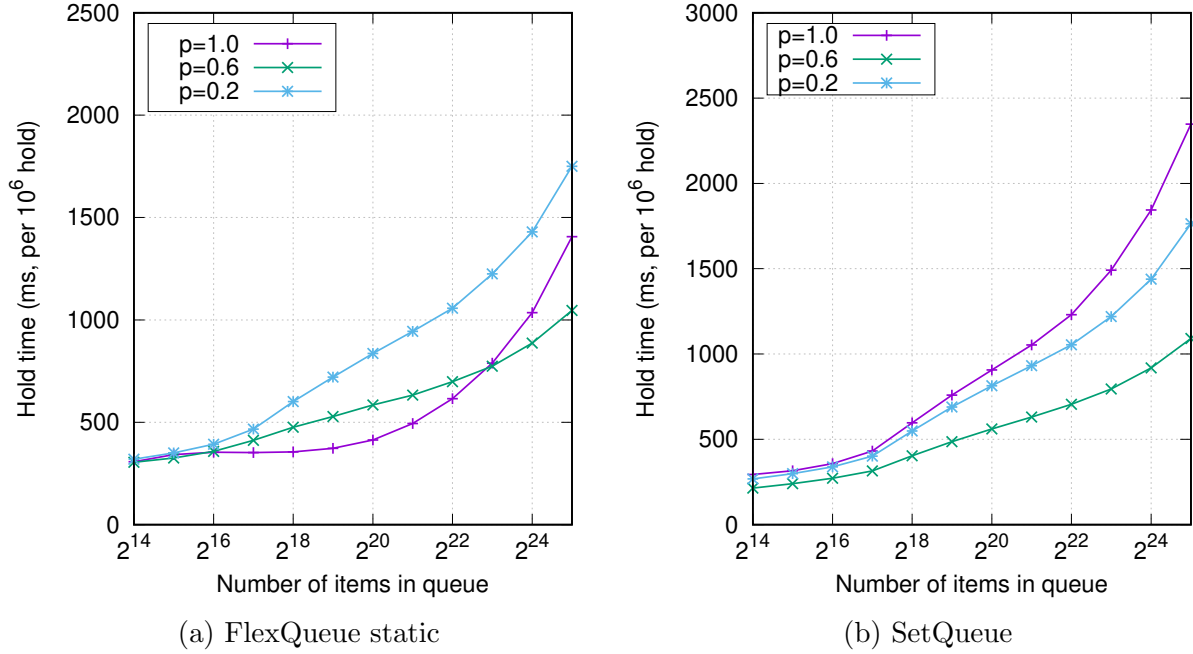 2500
2000
1500
1000
500
0
2^14 2^16 2^18 2^20 2^22 2^24
Hold time (ms, per 10^6 hold)
Number of items in queue
p=1.0
p=0.6
p=0.2
(a) FlexQueue static
3000
2500
2000
1500
1000
500
0
2^14 2^16 2^18 2^20 2^22 2^24
Hold time (ms, per 10^6 hold)
Number of items in queue
p=1.0
p=0.6
p=0.2
(b) SetQueue